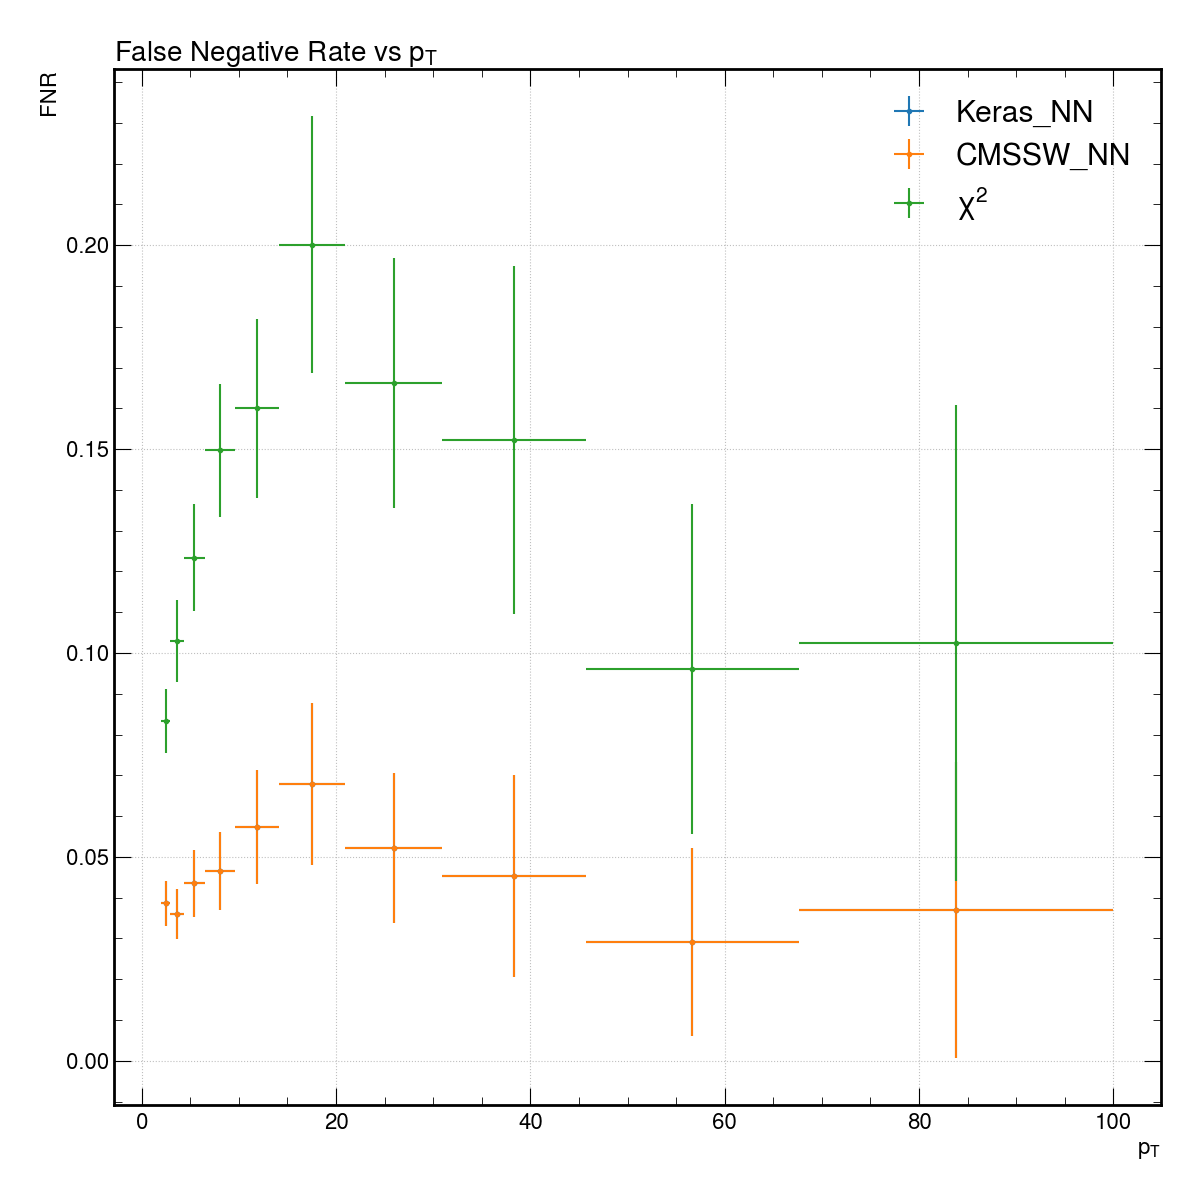 False Negative Rate vs p_T
FNR
Keras_NN
CMSSW_NN
χ²
0.20
0.15
0.10
0.05
0.00
0 20 40 60 80 100
p_T